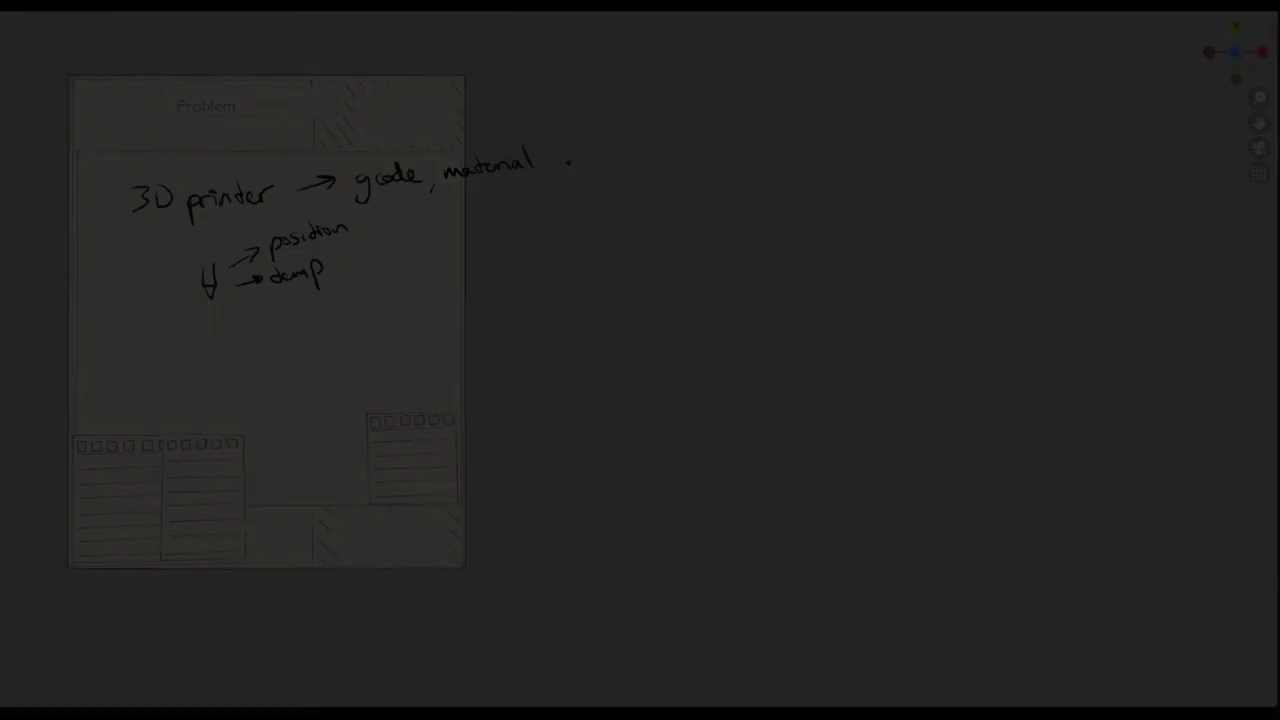 Y
Problem
3D printer → gcode, material
→ position
→ temp